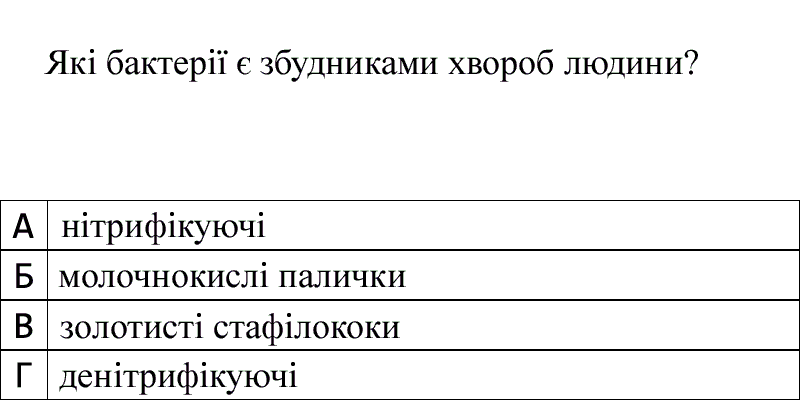 Які бактерії є збудниками хвороб людини?
А нітрифікуючі
Б молочнокислі палички
В золотисті стафілококи
Г денітрифікуючі